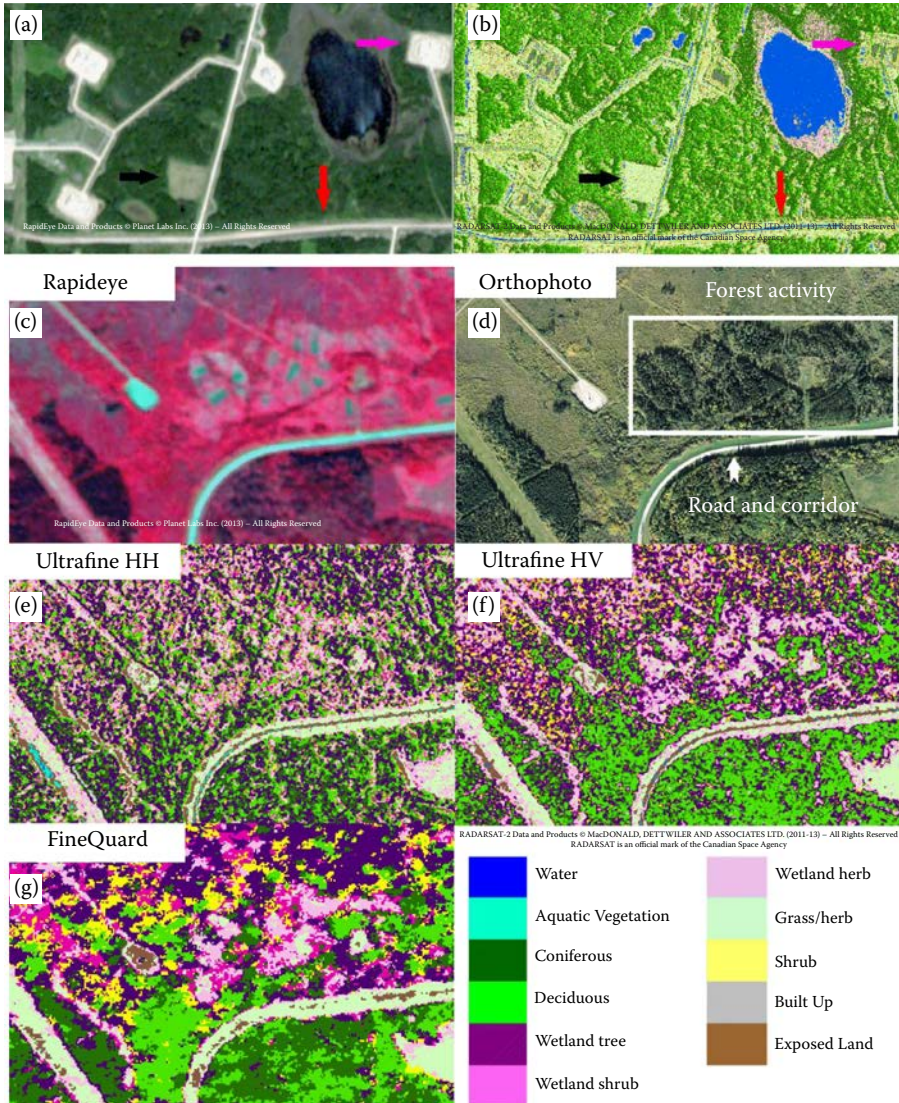 (a)
(b)
RapidEye Data and Products © Planet Labs Inc. (2013) – All Rights Reserved
RADARSAT-2 Data and Products © MacDONALD, DETTWILER AND ASSOCIATES LTD. (2011-13) – All Rights Reserved
RADARSAT is an official mark of the Canadian Space Agency
Rapideye
Orthophoto
(c)
(d)
Forest activity
Road and corridor
RapidEye Data and Products © Planet Labs Inc. (2013) – All Rights Reserved
Ultrafine HH
Ultrafine HV
(e)
(f)
FineQuard
RADARSAT-2 Data and Products © MacDONALD, DETTWILER AND ASSOCIATES LTD. (2011-13) – All Rights Reserved
RADARSAT is an official mark of the Canadian Space Agency
(g)
Water
Aquatic Vegetation
Coniferous
Deciduous
Wetland tree
Wetland shrub
Wetland herb
Grass/herb
Shrub
Built Up
Exposed Land